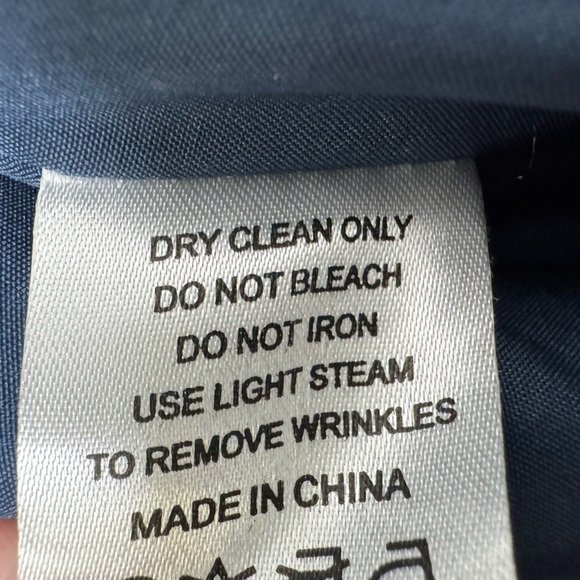 DRY CLEAN ONLY
DO NOT BLEACH
DO NOT IRON
USE LIGHT STEAM
TO REMOVE WRINKLES
MADE IN CHINA